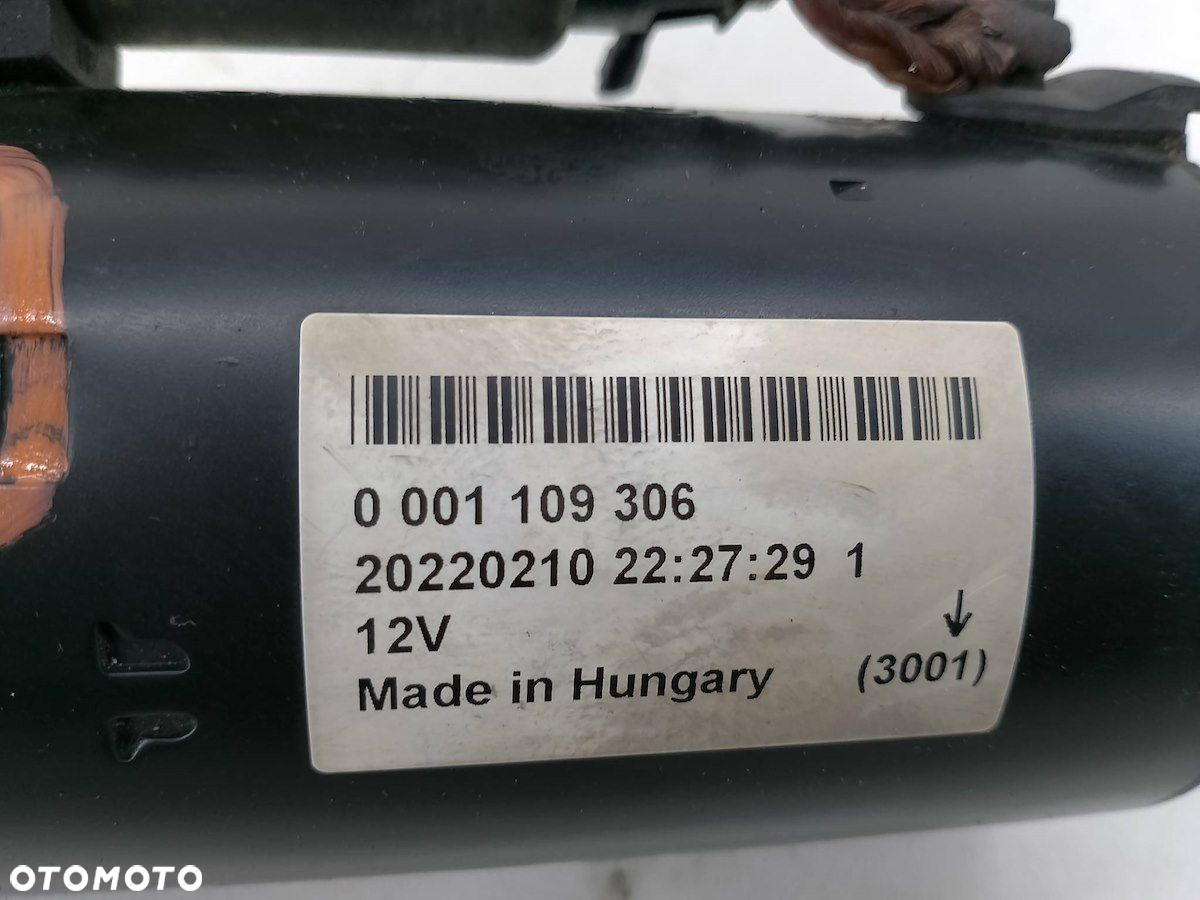 0 001 109 306
20220210 22:27:29 1
12V
Made in Hungary (3001)
OTOMOTO